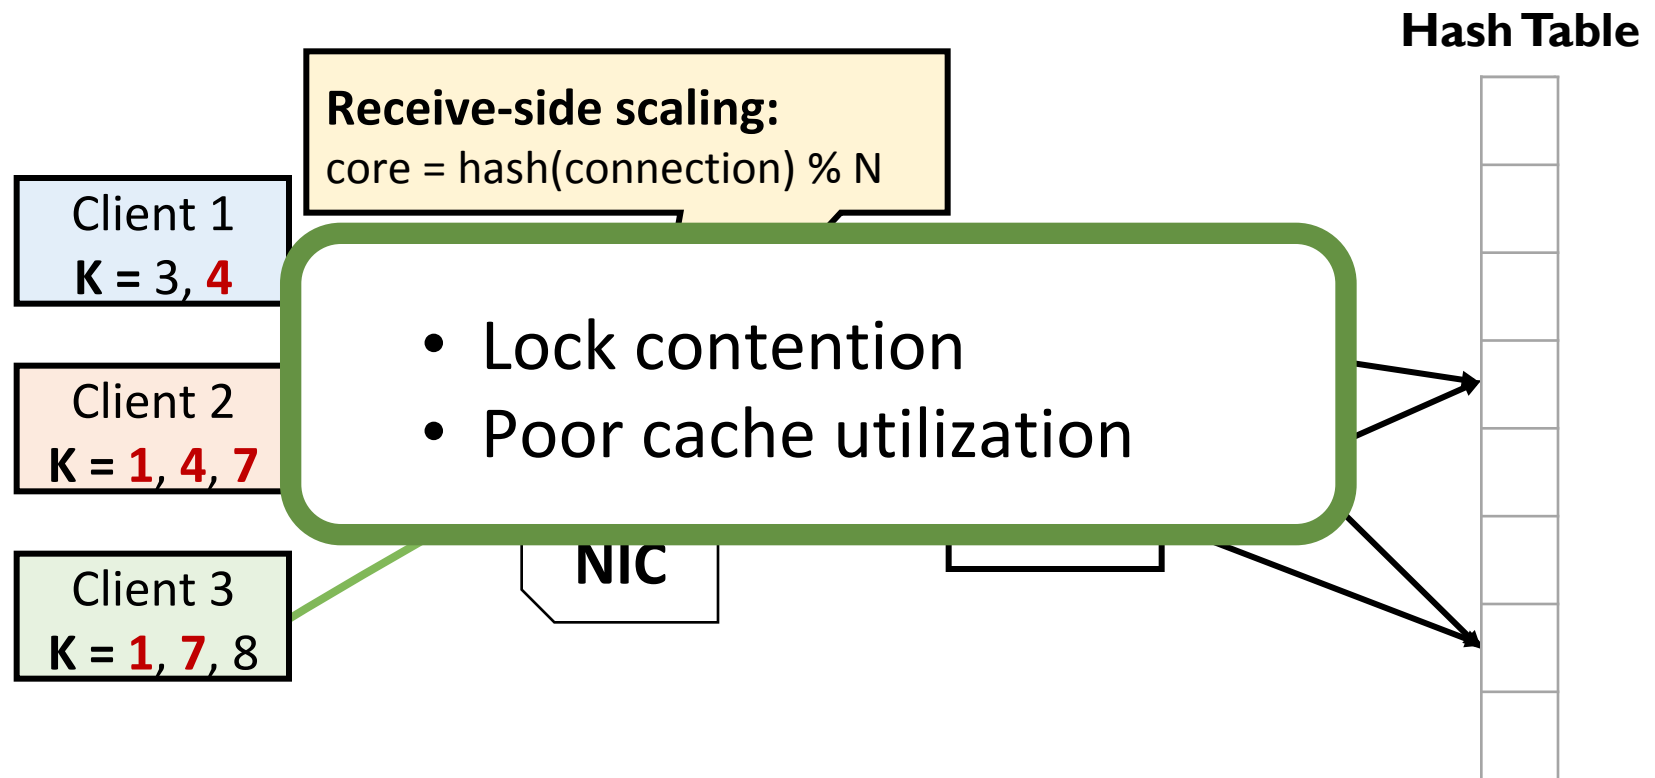 Hash Table
Receive-side scaling:
core = hash(connection) % N
Client 1
K = 3, 4
Client 2
K = 1, 4, 7
Client 3
K = 1, 7, 8
• Lock contention
• Poor cache utilization
NIC